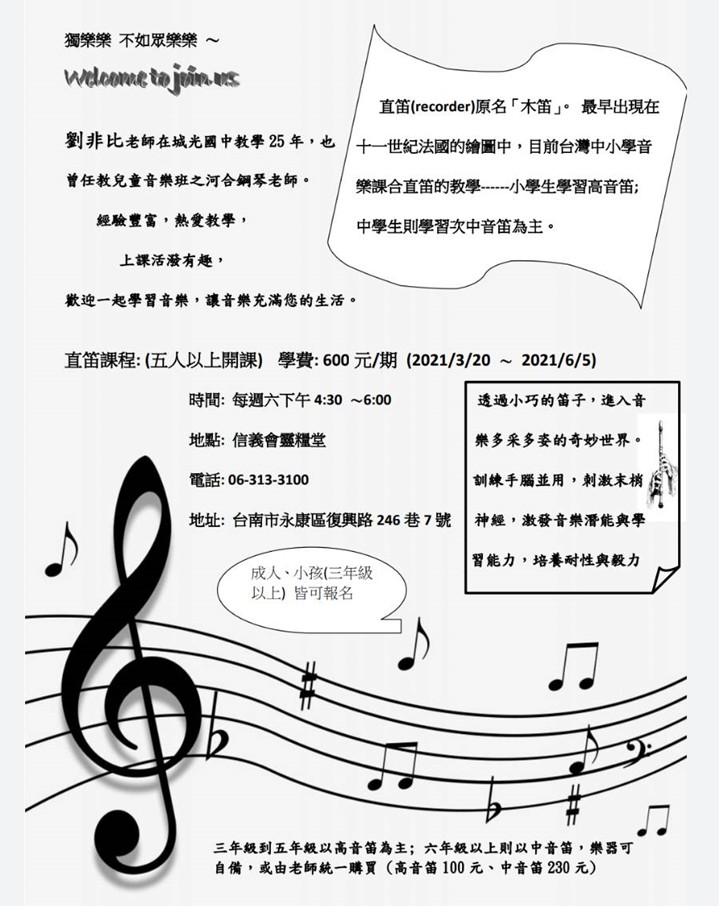 獨樂樂 不如眾樂樂 ～
Welcome to join us
直笛(recorder)原名「木笛」。 最早出現在
十一世紀法國的繪圖中，目前台灣中小學音
樂課合直笛的教學------小學生學習高音笛;
中學生則學習次中音笛為主。
劉非比老師在城光國中教學 25 年，也
曾任教兒童音樂班之河合鋼琴老師。
經驗豐富，熱愛教學，
上課活潑有趣，
歡迎一起學習音樂，讓音樂充滿您的生活。
直笛課程: (五人以上開課) 學費: 600 元/期 (2021/3/20 ～ 2021/6/5)
時間: 每週六下午 4:30 ～6:00
地點: 信義會靈糧堂
電話: 06-313-3100
地址: 台南市永康區復興路 246 巷 7 號
透過小巧的笛子，進入音
樂多采多姿的奇妙世界。
訓練手腦並用，刺激末梢
神經，激發音樂潛能與學
習能力，培養耐性與毅力
成人、小孩(三年級
以上) 皆可報名
三年級到五年級以高音笛為主; 六年級以上則以中音笛，樂器可
自備，或由老師統一購買 (高音笛 100 元、中音笛 230 元)